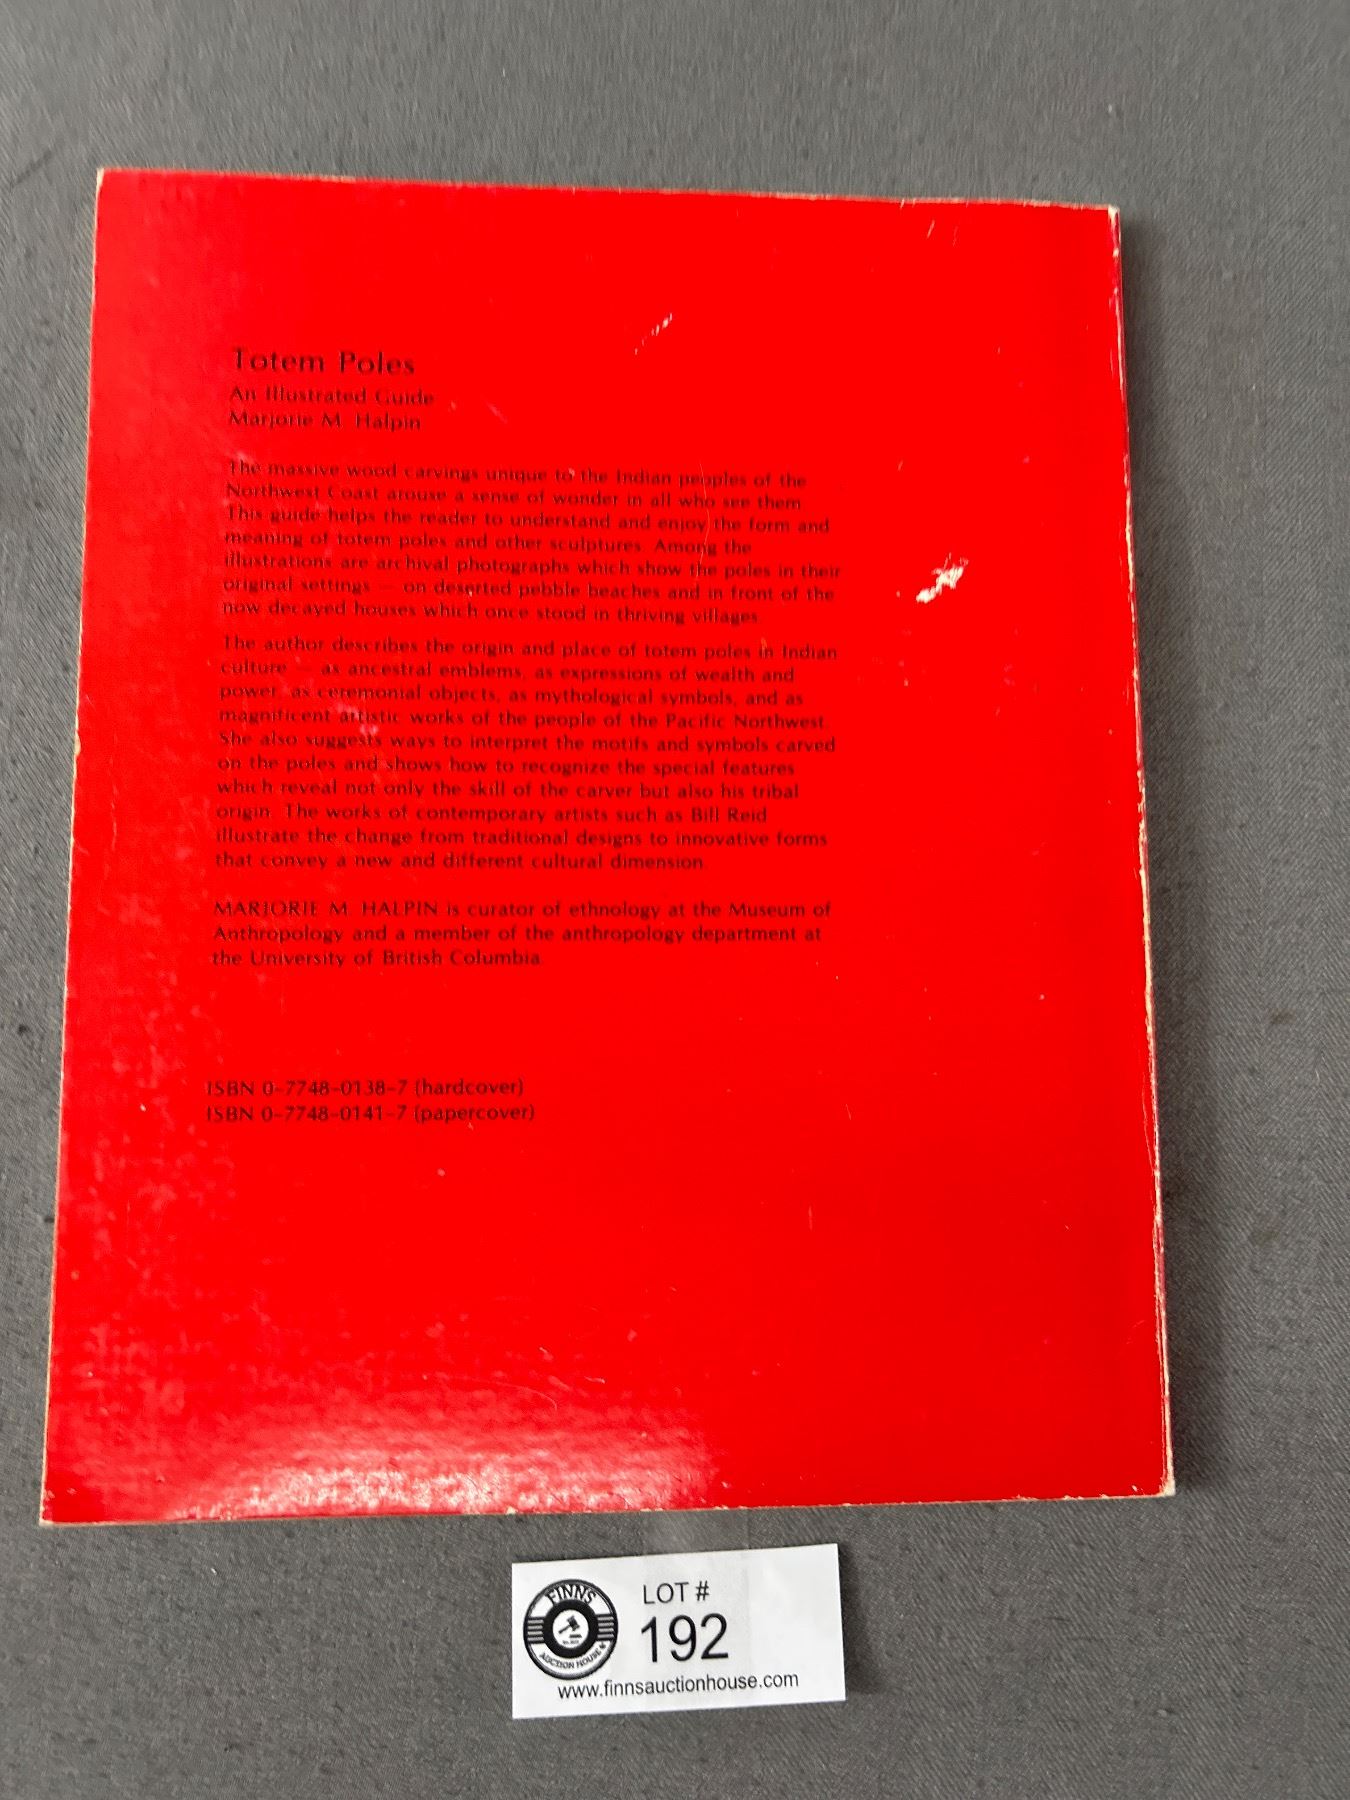 Totem Poles
An Illustrated Guide
Marjorie M. Halpin
The massive wood carvings unique to the Indian peoples of the
Northwest Coast arouse a sense of wonder in all who see them.
This guide helps the reader to understand and enjoy the form and
meaning of totem poles and other sculptures. Among the
illustrations are archival photographs which show the poles in their
original settings — on deserted pebble beaches and in front of the
now decayed houses which once stood in thriving villages.
The author describes the origin and place of totem poles in Indian
culture — as ancestral emblems, as expressions of wealth and
power, as ceremonial objects, as mythological symbols, and as
magnificent artistic works of the people of the Pacific Northwest.
She also suggests ways to interpret the motifs and symbols carved
on the poles and shows how to recognize the special features
which reveal not only the skill of the carver but also his tribal
origin. The works of contemporary artists such as Bill Reid
illustrate the change from traditional designs to innovative forms
that convey a new and different cultural dimension.
MARJORIE M. HALPIN is curator of ethnology at the Museum of
Anthropology and a member of the anthropology department at
the University of British Columbia.
ISBN 0-7748-0138-7 (hardcover)
ISBN 0-7748-0141-7 (papercover)
FINNS
AUCTION HOUSE
LOT #
192
www.finnsauctionhouse.com